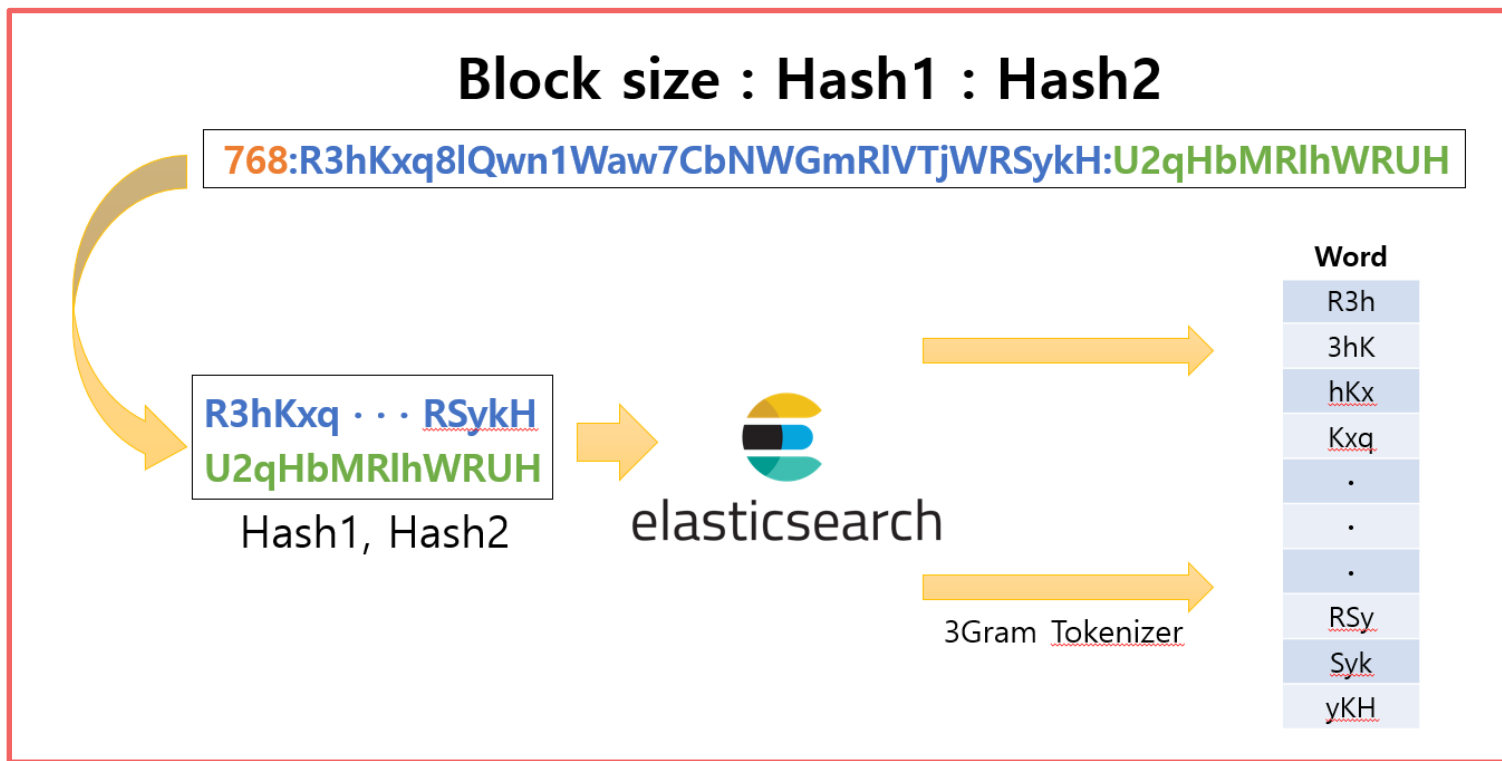 Block size : Hash1 : Hash2
768:R3hKxq8lQwn1Waw7CbNWGmRlVTjWRSykH:U2qHbMRlhWRUH
Word
R3h
3hK
hKx
Kxq
.
.
.
RSy
Syk
yKH
R3hKxq · · · RSykH
U2qHbMRlhWRUH
Hash1, Hash2
elasticsearch
3Gram Tokenizer